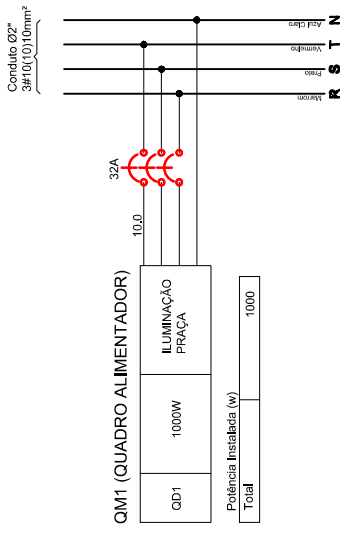 Conduto Ø2"
3#10(10)10mm²
Azul Claro N
Vermelho T
Preto S
Marrom R
32A
10.0
QM1 (QUADRO ALIMENTADOR)
QD1
1000W
ILUMINAÇÃO
PRAÇA
Potência Instalada (w)
Total
1000